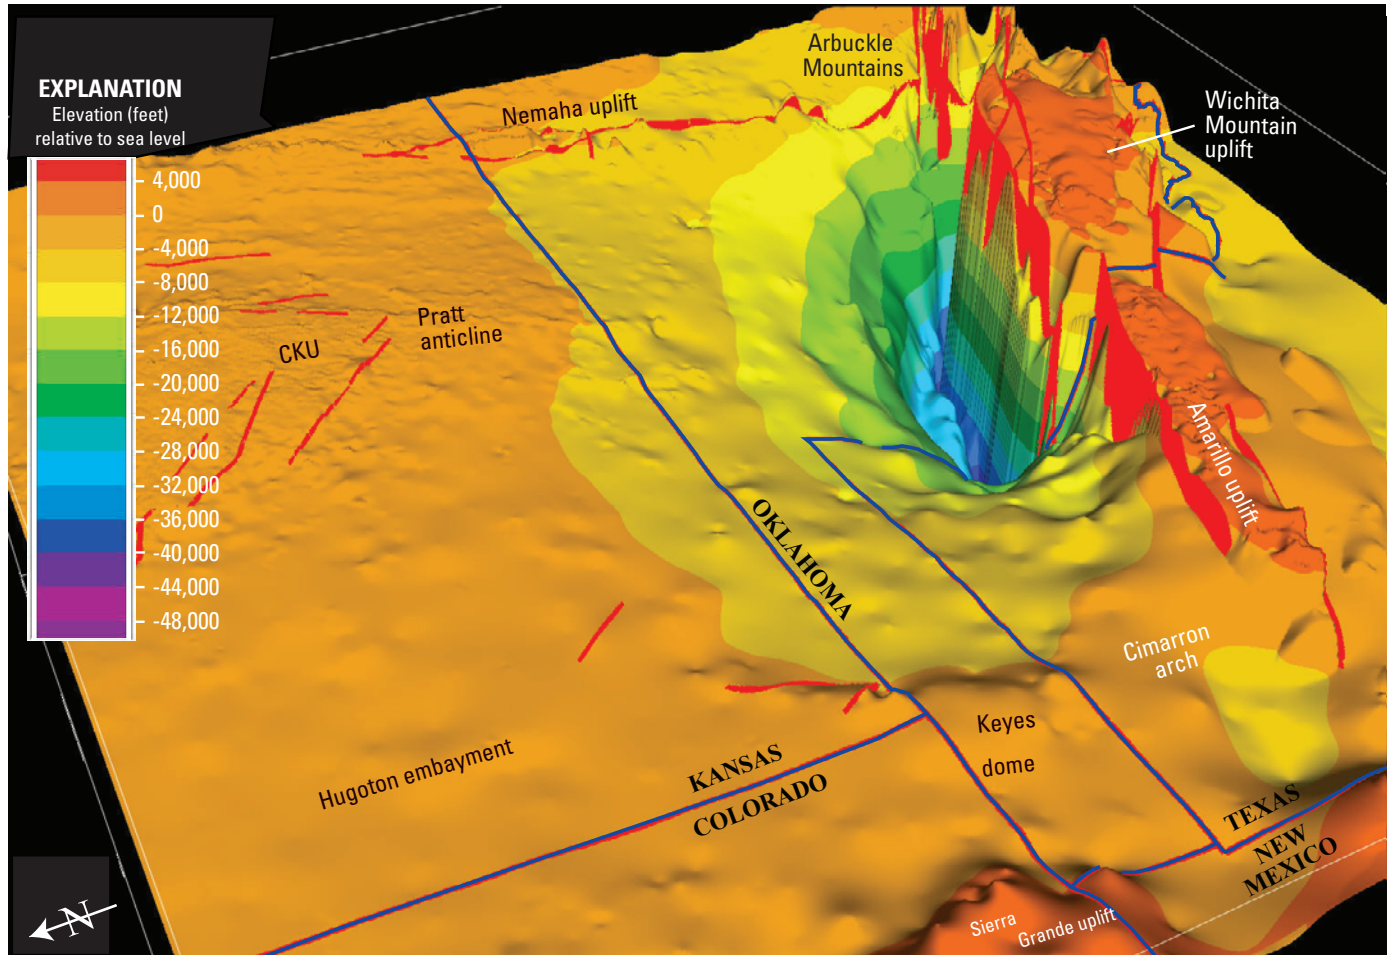 EXPLANATION
Elevation (feet)
relative to sea level
4,000
0
-4,000
-8,000
-12,000
-16,000
-20,000
-24,000
-28,000
-32,000
-36,000
-40,000
-44,000
-48,000
Arbuckle
Mountains
Nemaha uplift
Wichita
Mountain
uplift
Pratt
anticline
CKU
Amarillo uplift
OKLAHOMA
Cimarron
arch
Keyes
dome
Hugoton embayment
KANSAS
COLORADO
TEXAS
NEW
MEXICO
Sierra
Grande uplift
N